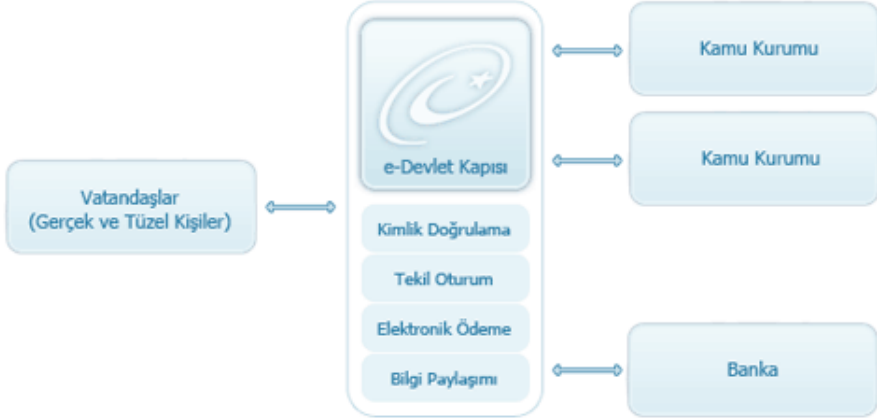 Vatandaşlar
(Gerçek ve Tüzel Kişiler)
e-Devlet Kapısı
Kimlik Doğrulama
Tekil Oturum
Elektronik Ödeme
Bilgi Paylaşımı
Kamu Kurumu
Kamu Kurumu
Banka